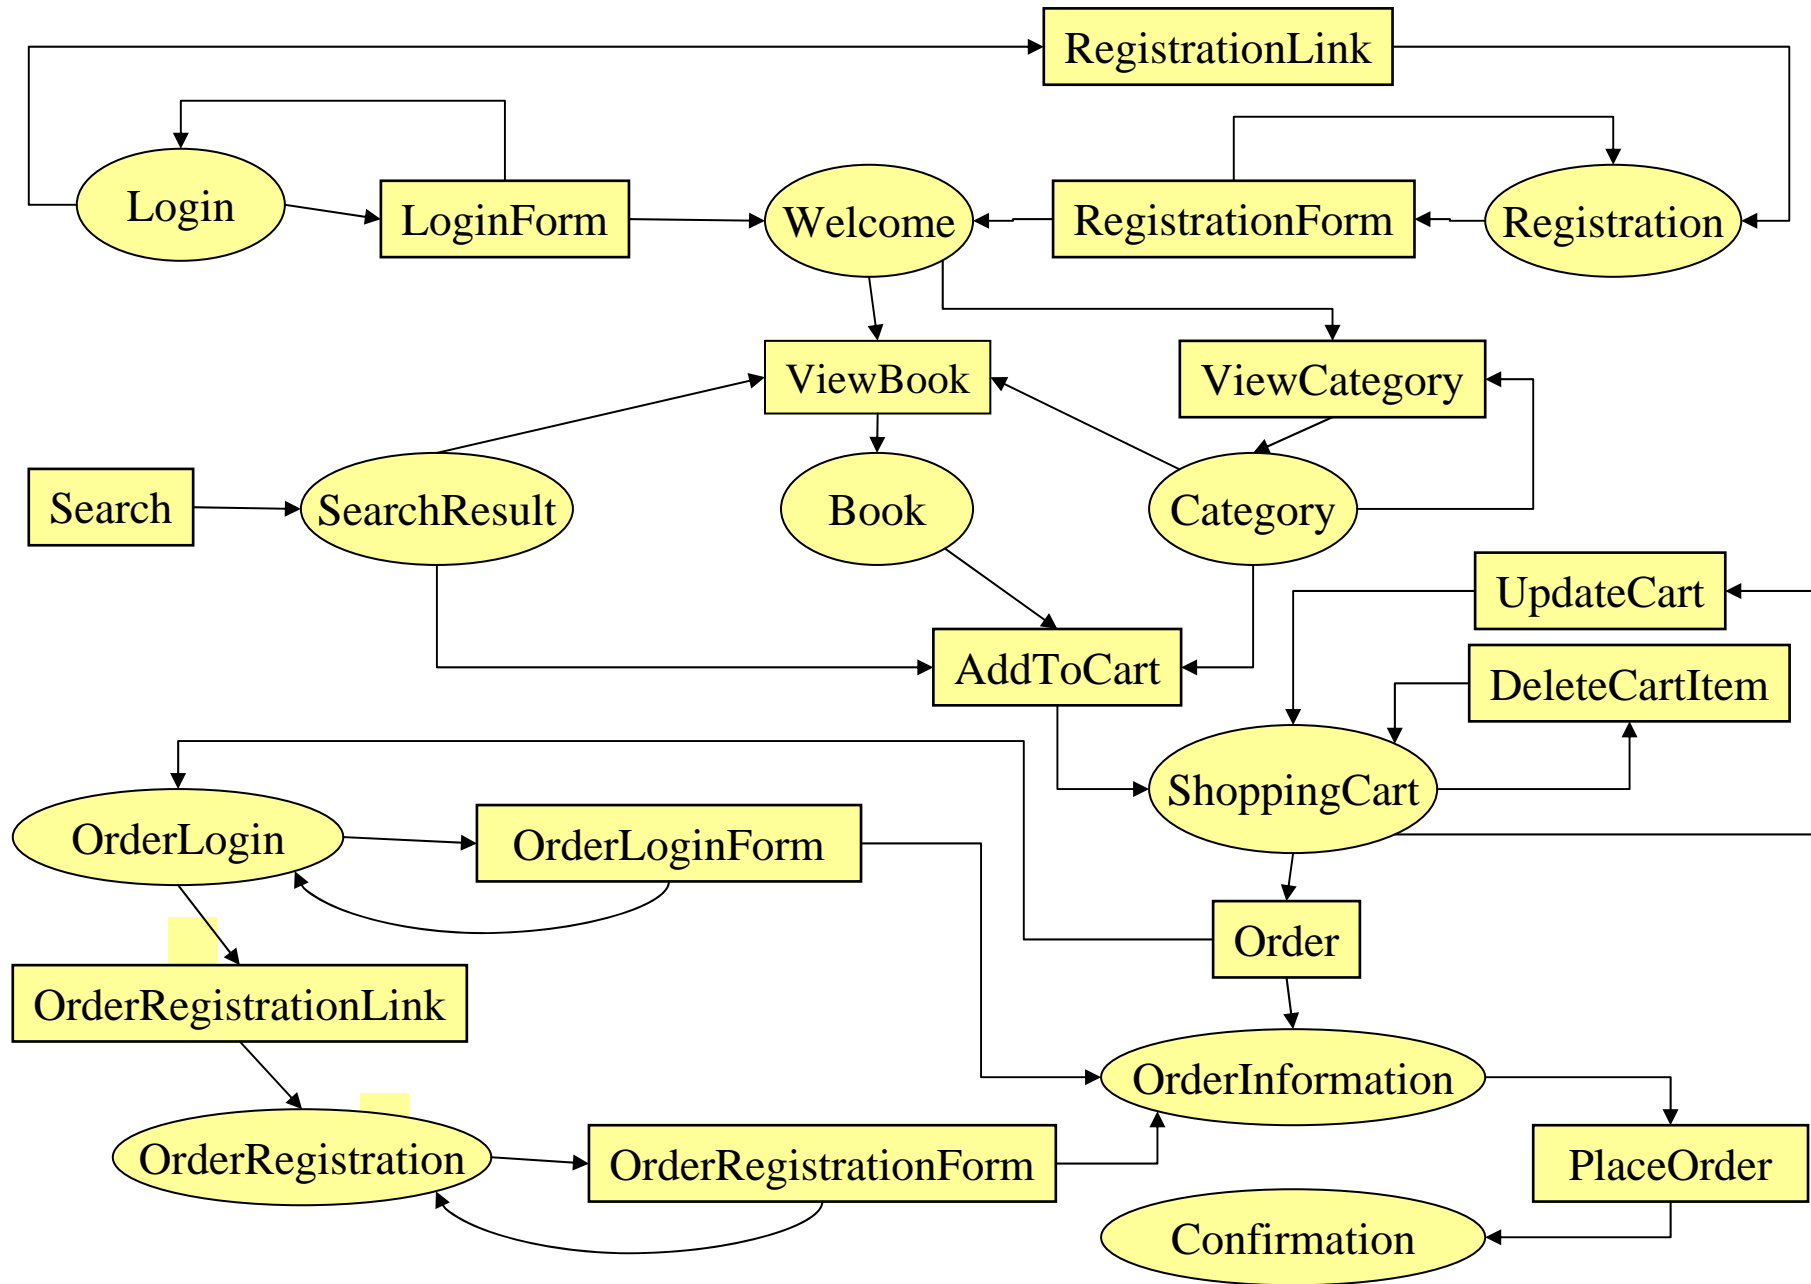 RegistrationLink
Login
LoginForm
Welcome
RegistrationForm
Registration
ViewBook
ViewCategory
Search
SearchResult
Book
Category
UpdateCart
AddToCart
DeleteCartItem
ShoppingCart
OrderLogin
OrderLoginForm
Order
OrderRegistrationLink
OrderInformation
OrderRegistration
OrderRegistrationForm
PlaceOrder
Confirmation